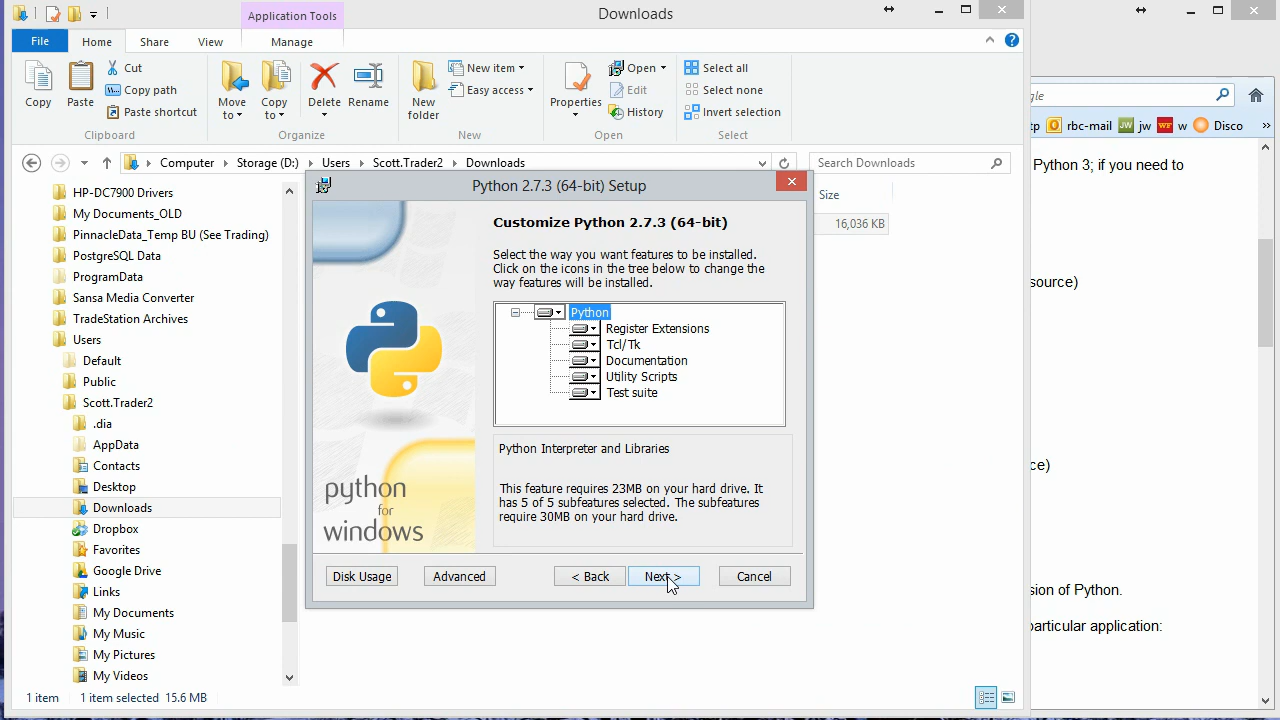 Application Tools
Downloads
File
Home
Share
View
Manage
Copy
Paste
Cut
Copy path
Paste shortcut
Clipboard
Move to
Copy to
Delete
Rename
Organize
New folder
New item
Easy access
New
Properties
Open
Edit
History
Open
Select all
Select none
Invert selection
Select
Computer
Storage (D:)
Users
Scott.Trader2
Downloads
Search Downloads
HP-DC7900 Drivers
My Documents_OLD
PinnacleData_Temp BU (See Trading)
PostgreSQL Data
ProgramData
Sansa Media Converter
TradeStation Archives
Users
Default
Public
Scott.Trader2
.dia
AppData
Contacts
Desktop
Downloads
Dropbox
Favorites
Google Drive
Links
My Documents
My Music
My Pictures
My Videos
1 item
1 item selected 15.6 MB
Size
16,036 KB
Python 2.7.3 (64-bit) Setup
Customize Python 2.7.3 (64-bit)
Select the way you want features to be installed.
Click on the icons in the tree below to change the
way features will be installed.
Python
Register Extensions
Tcl/Tk
Documentation
Utility Scripts
Test suite
Python Interpreter and Libraries
This feature requires 23MB on your hard drive. It
has 5 of 5 subfeatures selected. The subfeatures
require 30MB on your hard drive.
python
for
windows
Disk Usage
Advanced
< Back
Next >
Cancel
gle
tp
rbc-mail
JW
jw
WF
w
Disco
Python 3; if you need to
source)
ce)
sion of Python.
particular application: